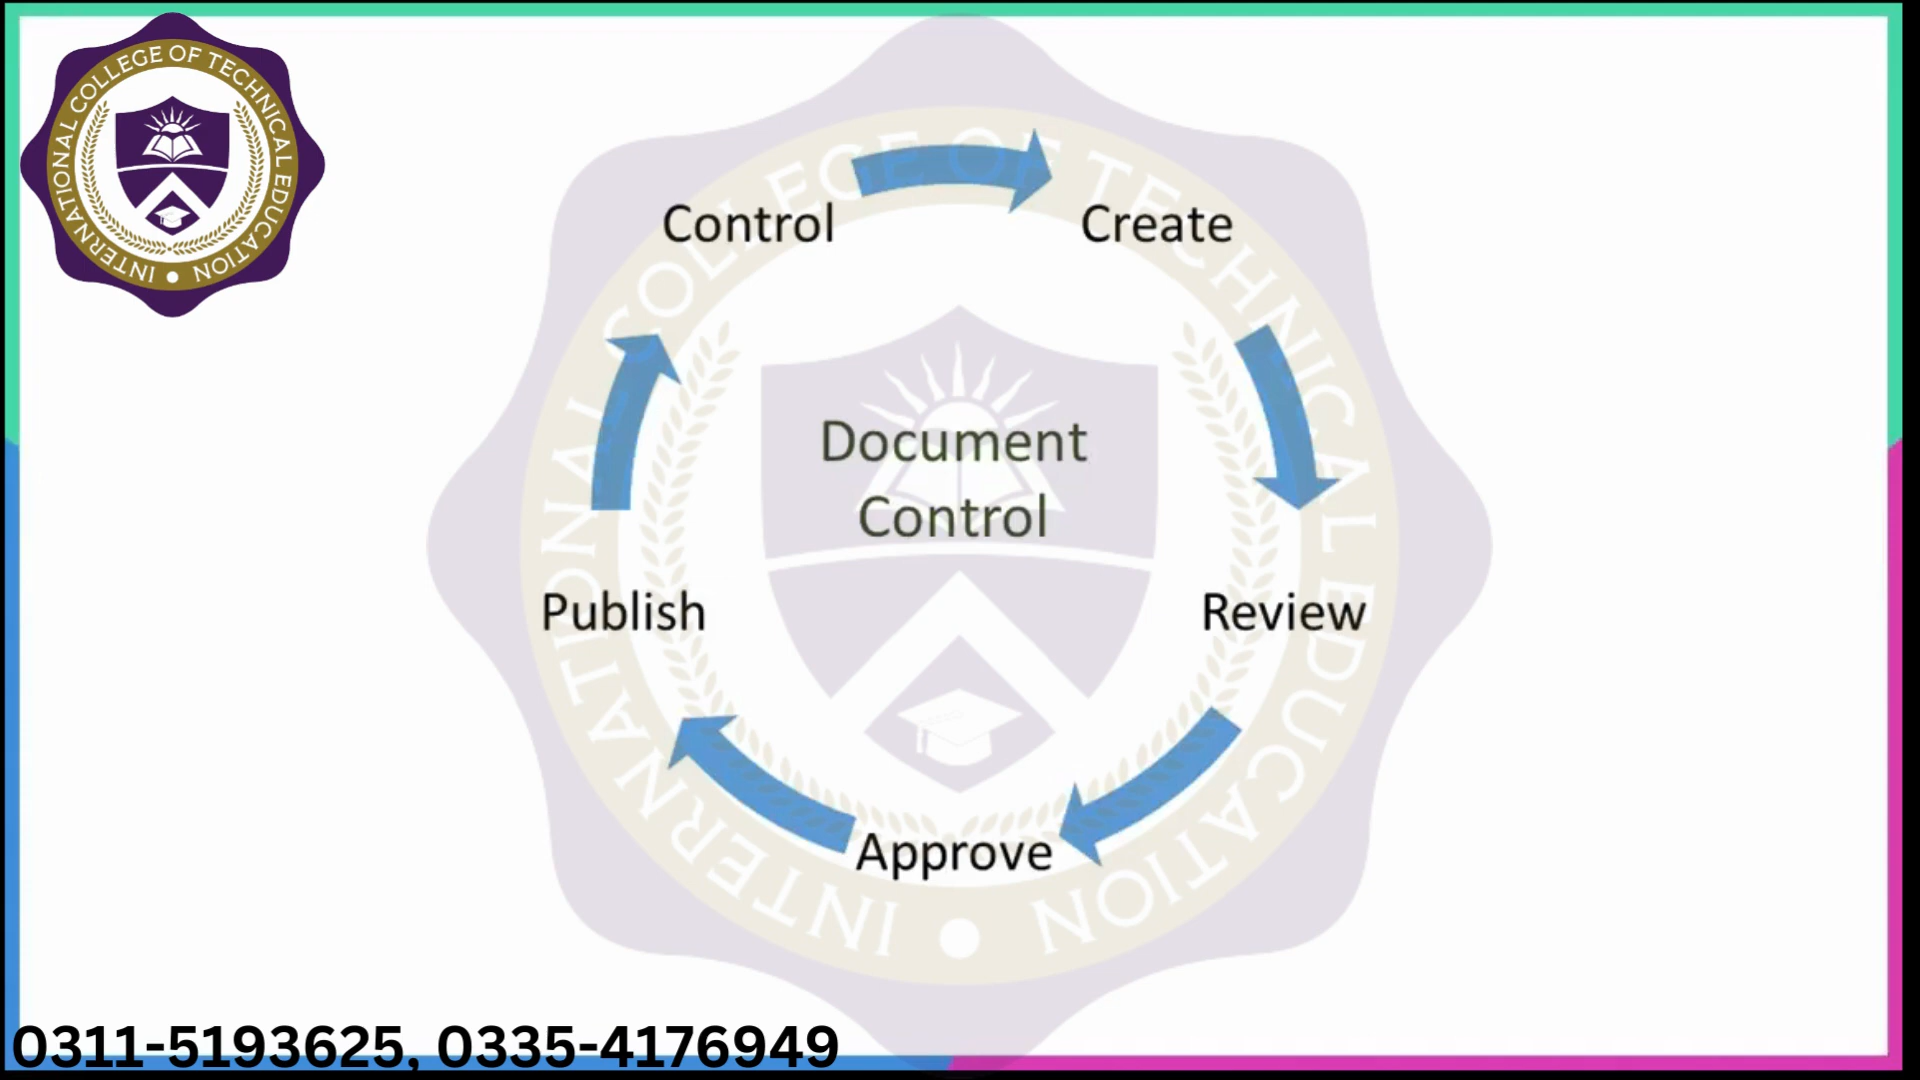 INTERNATIONAL COLLEGE OF TECHNICAL EDUCATION
INTERNATIONAL COLLEGE OF TECHNICAL EDUCATION
Control
Create
Document
Control
Publish
Review
Approve
0311-5193625, 0335-4176949